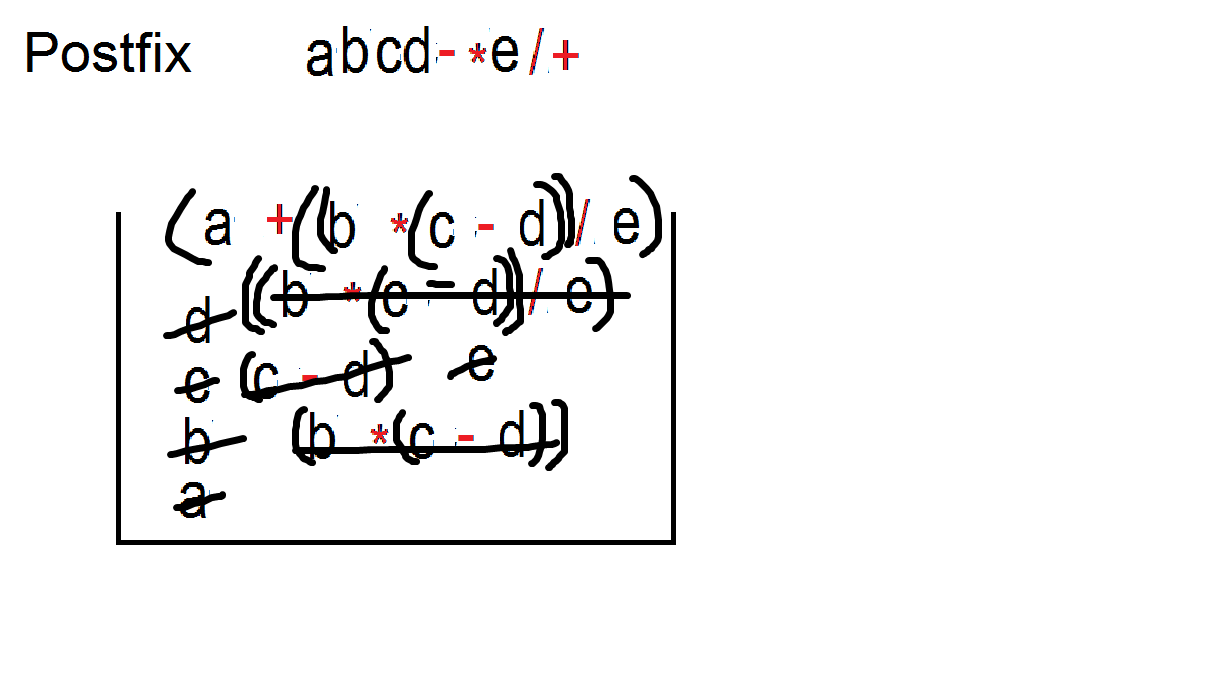 Postfix abcd-*e/+
(a + ((b * (c - d)) / e)
((b * (c - d)) / e)
d
c (c - d) e
b (b * (c - d))
a